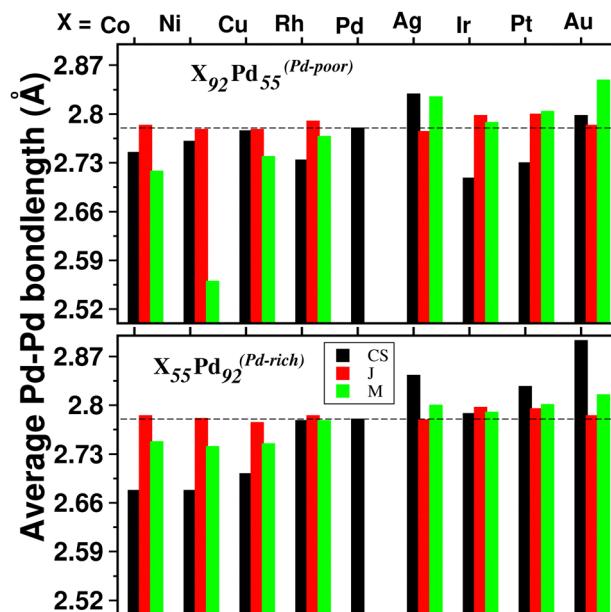 X = Co Ni Cu Rh Pd Ag Ir Pt Au
Average Pd-Pd bondlength (Å)
X92Pd55(Pd-poor)
2.87
2.8
2.73
2.66
2.59
2.52
X55Pd92(Pd-rich)
CS
J
M
2.87
2.8
2.73
2.66
2.59
2.52